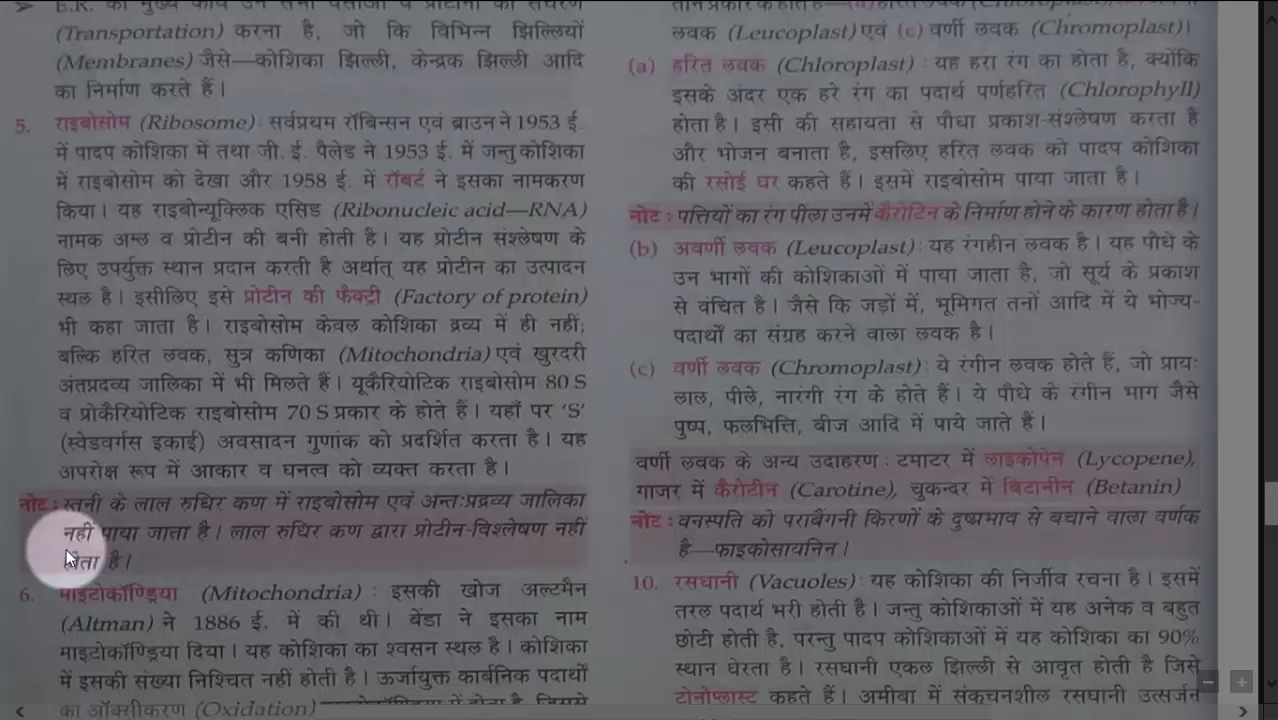 E.R. का मुख्य कार्य उन सभी वसाओं व प्रोटीनों का संचरण
(Transportation) करना है, जो कि विभिन्न झिल्लियों
(Membranes) जैसे—कोशिका झिल्ली, केन्द्रक झिल्ली आदि
का निर्माण करते हैं।
5. राइबोसोम (Ribosome) : सर्वप्रथम रॉबिन्सन एवं ब्राउन ने 1953 ई.
में पादप कोशिका में तथा जी. ई. पैलेड ने 1953 ई. में जन्तु कोशिका
में राइबोसोम को देखा और 1958 ई. में रॉबर्ट ने इसका नामकरण
किया। यह राइबोन्यूक्लिक एसिड (Ribonucleic acid—RNA)
नामक अम्ल व प्रोटीन की बनी होती है। यह प्रोटीन संश्लेषण के
लिए उपर्युक्त स्थान प्रदान करती है अर्थात् यह प्रोटीन का उत्पादन
स्थल है। इसीलिए इसे प्रोटीन की फैक्ट्री (Factory of protein)
भी कहा जाता है। राइबोसोम केवल कोशिका द्रव्य में ही नहीं;
बल्कि हरित लवक, सुत्र कणिका (Mitochondria) एवं खुरदरी
अंतप्रदव्य जालिका में भी मिलते हैं। यूकैरियोटिक राइबोसोम 80 S
व प्रोकैरियोटिक राइबोसोम 70 S प्रकार के होते हैं। यहाँ पर 'S'
(स्वेडवर्गस इकाई) अवसादन गुणांक को प्रदर्शित करता है। यह
अपरोक्ष रूप में आकार व घनत्व को व्यक्त करता है।
नोट : स्तनी के लाल रुधिर कण में राइबोसोम एवं अन्तःप्रद्रव्य जालिका
नहीं पाया जाता है। लाल रुधिर कण द्वारा प्रोटीन-विश्लेषण नहीं
होता है।
6. माइटोकॉण्ड्रिया (Mitochondria) : इसकी खोज अल्टमैन
(Altman) ने 1886 ई. में की थी। बेंडा ने इसका नाम
माइटोकॉण्ड्रिया दिया। यह कोशिका का श्वसन स्थल है। कोशिका
में इसकी संख्या निश्चित नहीं होती है। ऊर्जायुक्त कार्बनिक पदार्थों
का ऑक्सीकरण (Oxidation) माइटोकॉण्ड्रिया में होता है, जिससे
तीन प्रकार के होते हैं—(a) हरित लवक (Chloroplast),
लवक (Leucoplast) एवं (c) वर्णी लवक (Chromoplast)।
(a) हरित लवक (Chloroplast) : यह हरा रंग का होता है, क्योंकि
इसके अंदर एक हरे रंग का पदार्थ पर्णहरित (Chlorophyll)
होता है। इसी की सहायता से पौधा प्रकाश-संश्लेषण करता है
और भोजन बनाता है, इसलिए हरित लवक को पादप कोशिका
की रसोई घर कहते हैं। इसमें राइबोसोम पाया जाता है।
नोट : पत्तियों का रंग पीला उनमें कैरोटिन के निर्माण होने के कारण होता है।
(b) अवर्णी लवक (Leucoplast) : यह रंगहीन लवक है। यह पौधे के
उन भागों की कोशिकाओं में पाया जाता है, जो सूर्य के प्रकाश
से वंचित है। जैसे कि जड़ों में, भूमिगत तनों आदि में ये भोज्य-
पदार्थों का संग्रह करने वाला लवक है।
(c) वर्णी लवक (Chromoplast) : ये रंगीन लवक होते हैं, जो प्रायः
लाल, पीले, नारंगी रंग के होते हैं। ये पौधे के रंगीन भाग जैसे
पुष्प, फलभित्ति, बीज आदि में पाये जाते हैं।
वर्णी लवक के अन्य उदाहरण : टमाटर में लाइकोपेन (Lycopene),
गाजर में कैरोटीन (Carotine), चुकन्दर में बिटानीन (Betanin)
नोट : वनस्पति को पराबैंगनी किरणों के दुष्प्रभाव से बचाने वाला वर्णक
है—फाइकोसायनिन।
10. रसधानी (Vacuoles) : यह कोशिका की निर्जीव रचना है। इसमें
तरल पदार्थ भरी होती है। जन्तु कोशिकाओं में यह अनेक व बहुत
छोटी होती है, परन्तु पादप कोशिकाओं में यह कोशिका का 90%
स्थान घेरता है। रसधानी एकल झिल्ली से आवृत होती है जिसे
टोनोप्लास्ट कहते हैं। अमीबा में संकुचनशील रसधानी उत्सर्जन